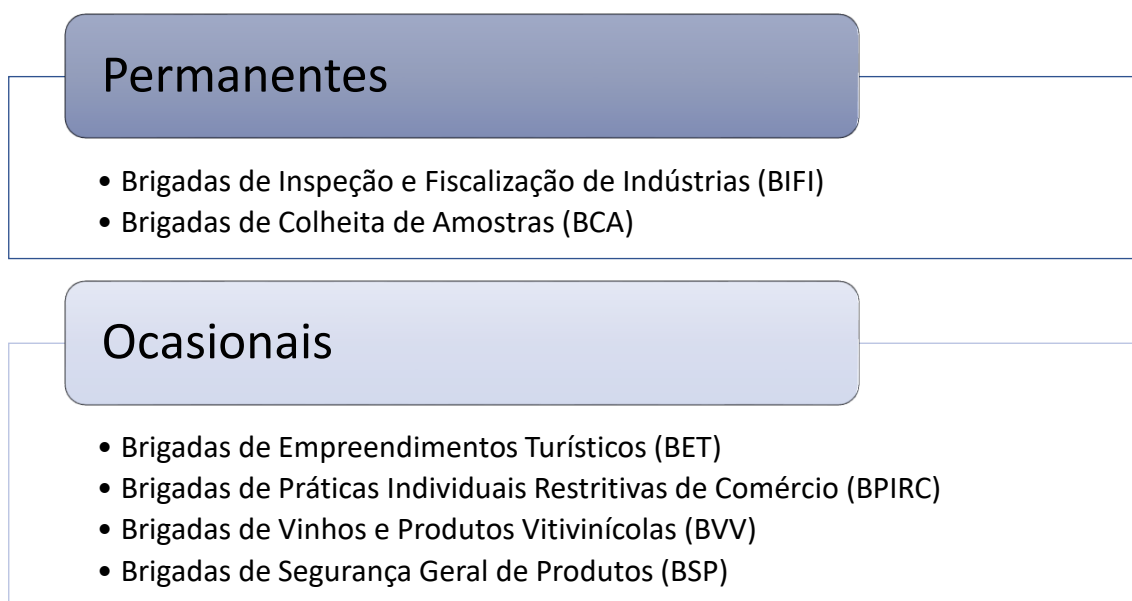 Permanentes
• Brigadas de Inspeção e Fiscalização de Indústrias (BIFI)
• Brigadas de Colheita de Amostras (BCA)
Ocasionais
• Brigadas de Empreendimentos Turísticos (BET)
• Brigadas de Práticas Individuais Restritivas de Comércio (BPIRC)
• Brigadas de Vinhos e Produtos Vitivinícolas (BVV)
• Brigadas de Segurança Geral de Produtos (BSP)